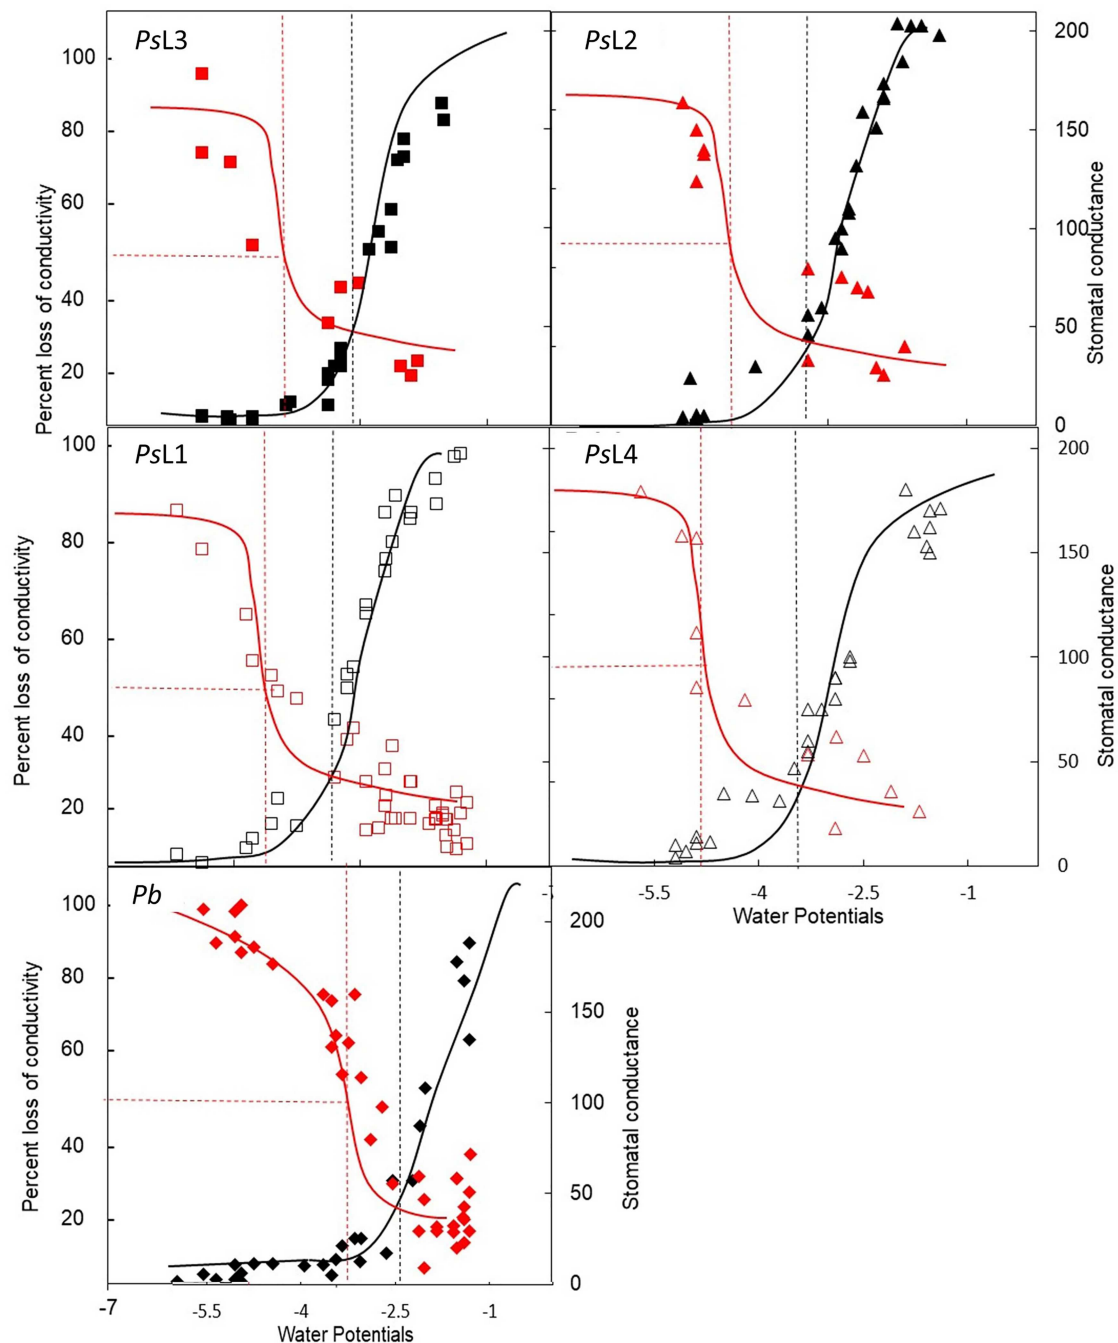 PsL3
PsL2
100
80
60
40
20
Percent loss of conductivity
200
150
100
50
0
Stomatal conductance
PsL1
PsL4
100
80
60
40
20
Percent loss of conductivity
200
150
100
50
0
Stomatal conductance
-5.5 -4 -2.5 -1
Water Potentials
Pb
100
80
60
40
20
Percent loss of conductivity
200
150
100
50
0
Stomatal conductance
-7 -5.5 -4 -2.5 -1
Water Potentials